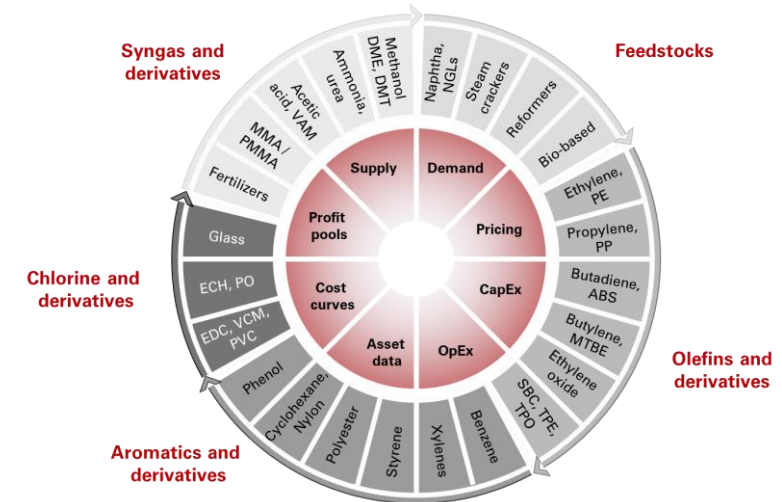 Syngas and
derivatives
Feedstocks
Olefins and
derivatives
Aromatics and
derivatives
Chlorine and
derivatives
Naphtha,
NGLs
Steam
crackers
Reformers
Bio-based
Ethylene,
PE
Propylene,
PP
Butadiene,
ABS
Butylene,
MTBE
Ethylene
oxide
SBC, TPE,
TPO
Benzene
Xylenes
Styrene
Polyester
Cyclohexane,
Nylon
Phenol
EDC, VCM,
PVC
ECH, PO
Glass
Fertilizers
MMA /
PMMA
Acetic
acid, VAM
Ammonia,
urea
Methanol
DME, DMT
Supply
Demand
Pricing
CapEx
OpEx
Asset
data
Cost
curves
Profit
pools